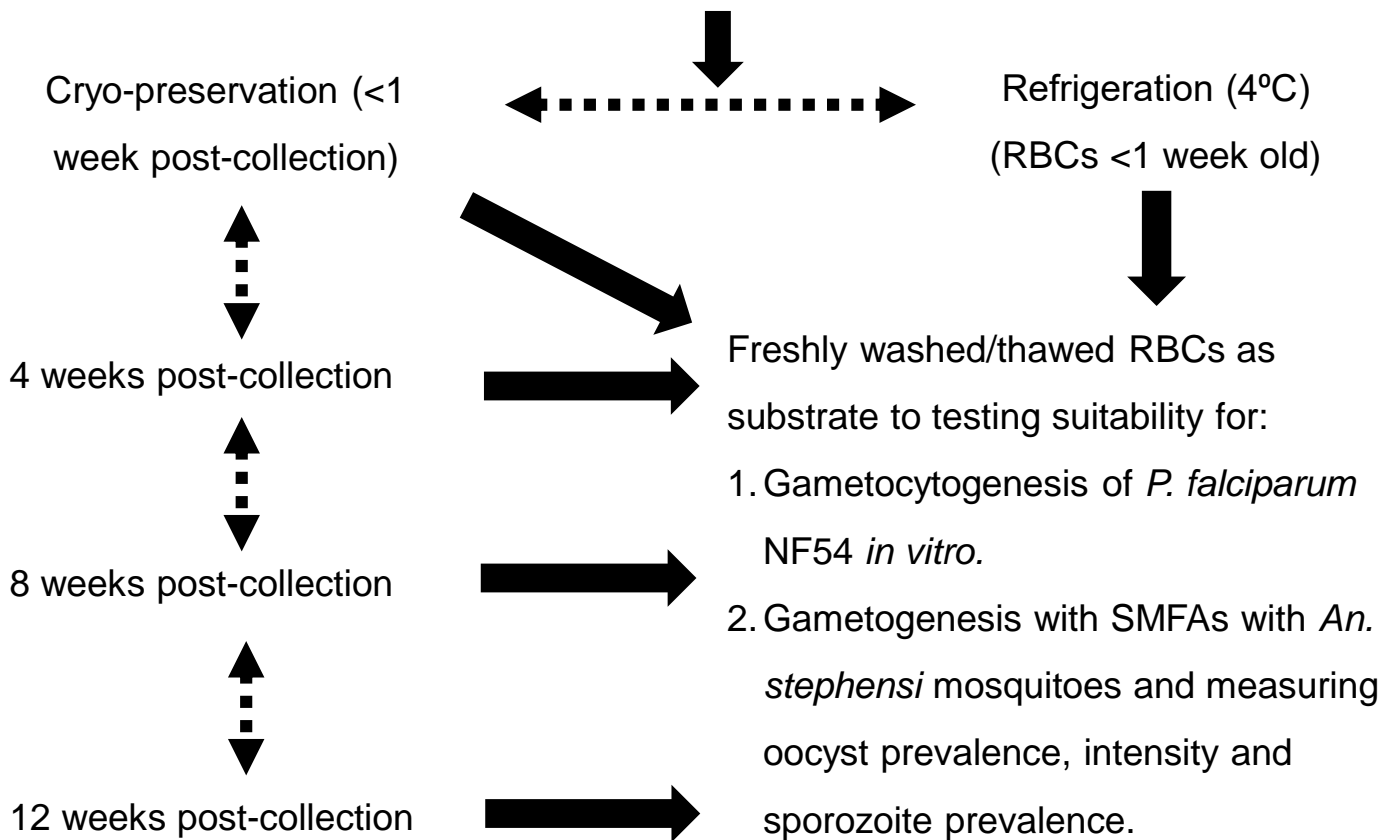 Cryo-preservation (<1
week post-collection)
Refrigeration (4ºC)
(RBCs <1 week old)
4 weeks post-collection
8 weeks post-collection
12 weeks post-collection
Freshly washed/thawed RBCs as
substrate to testing suitability for:
1. Gametocytogenesis of P. falciparum
NF54 in vitro.
2. Gametogenesis with SMFAs with An.
stephensi mosquitoes and measuring
oocyst prevalence, intensity and
sporozoite prevalence.